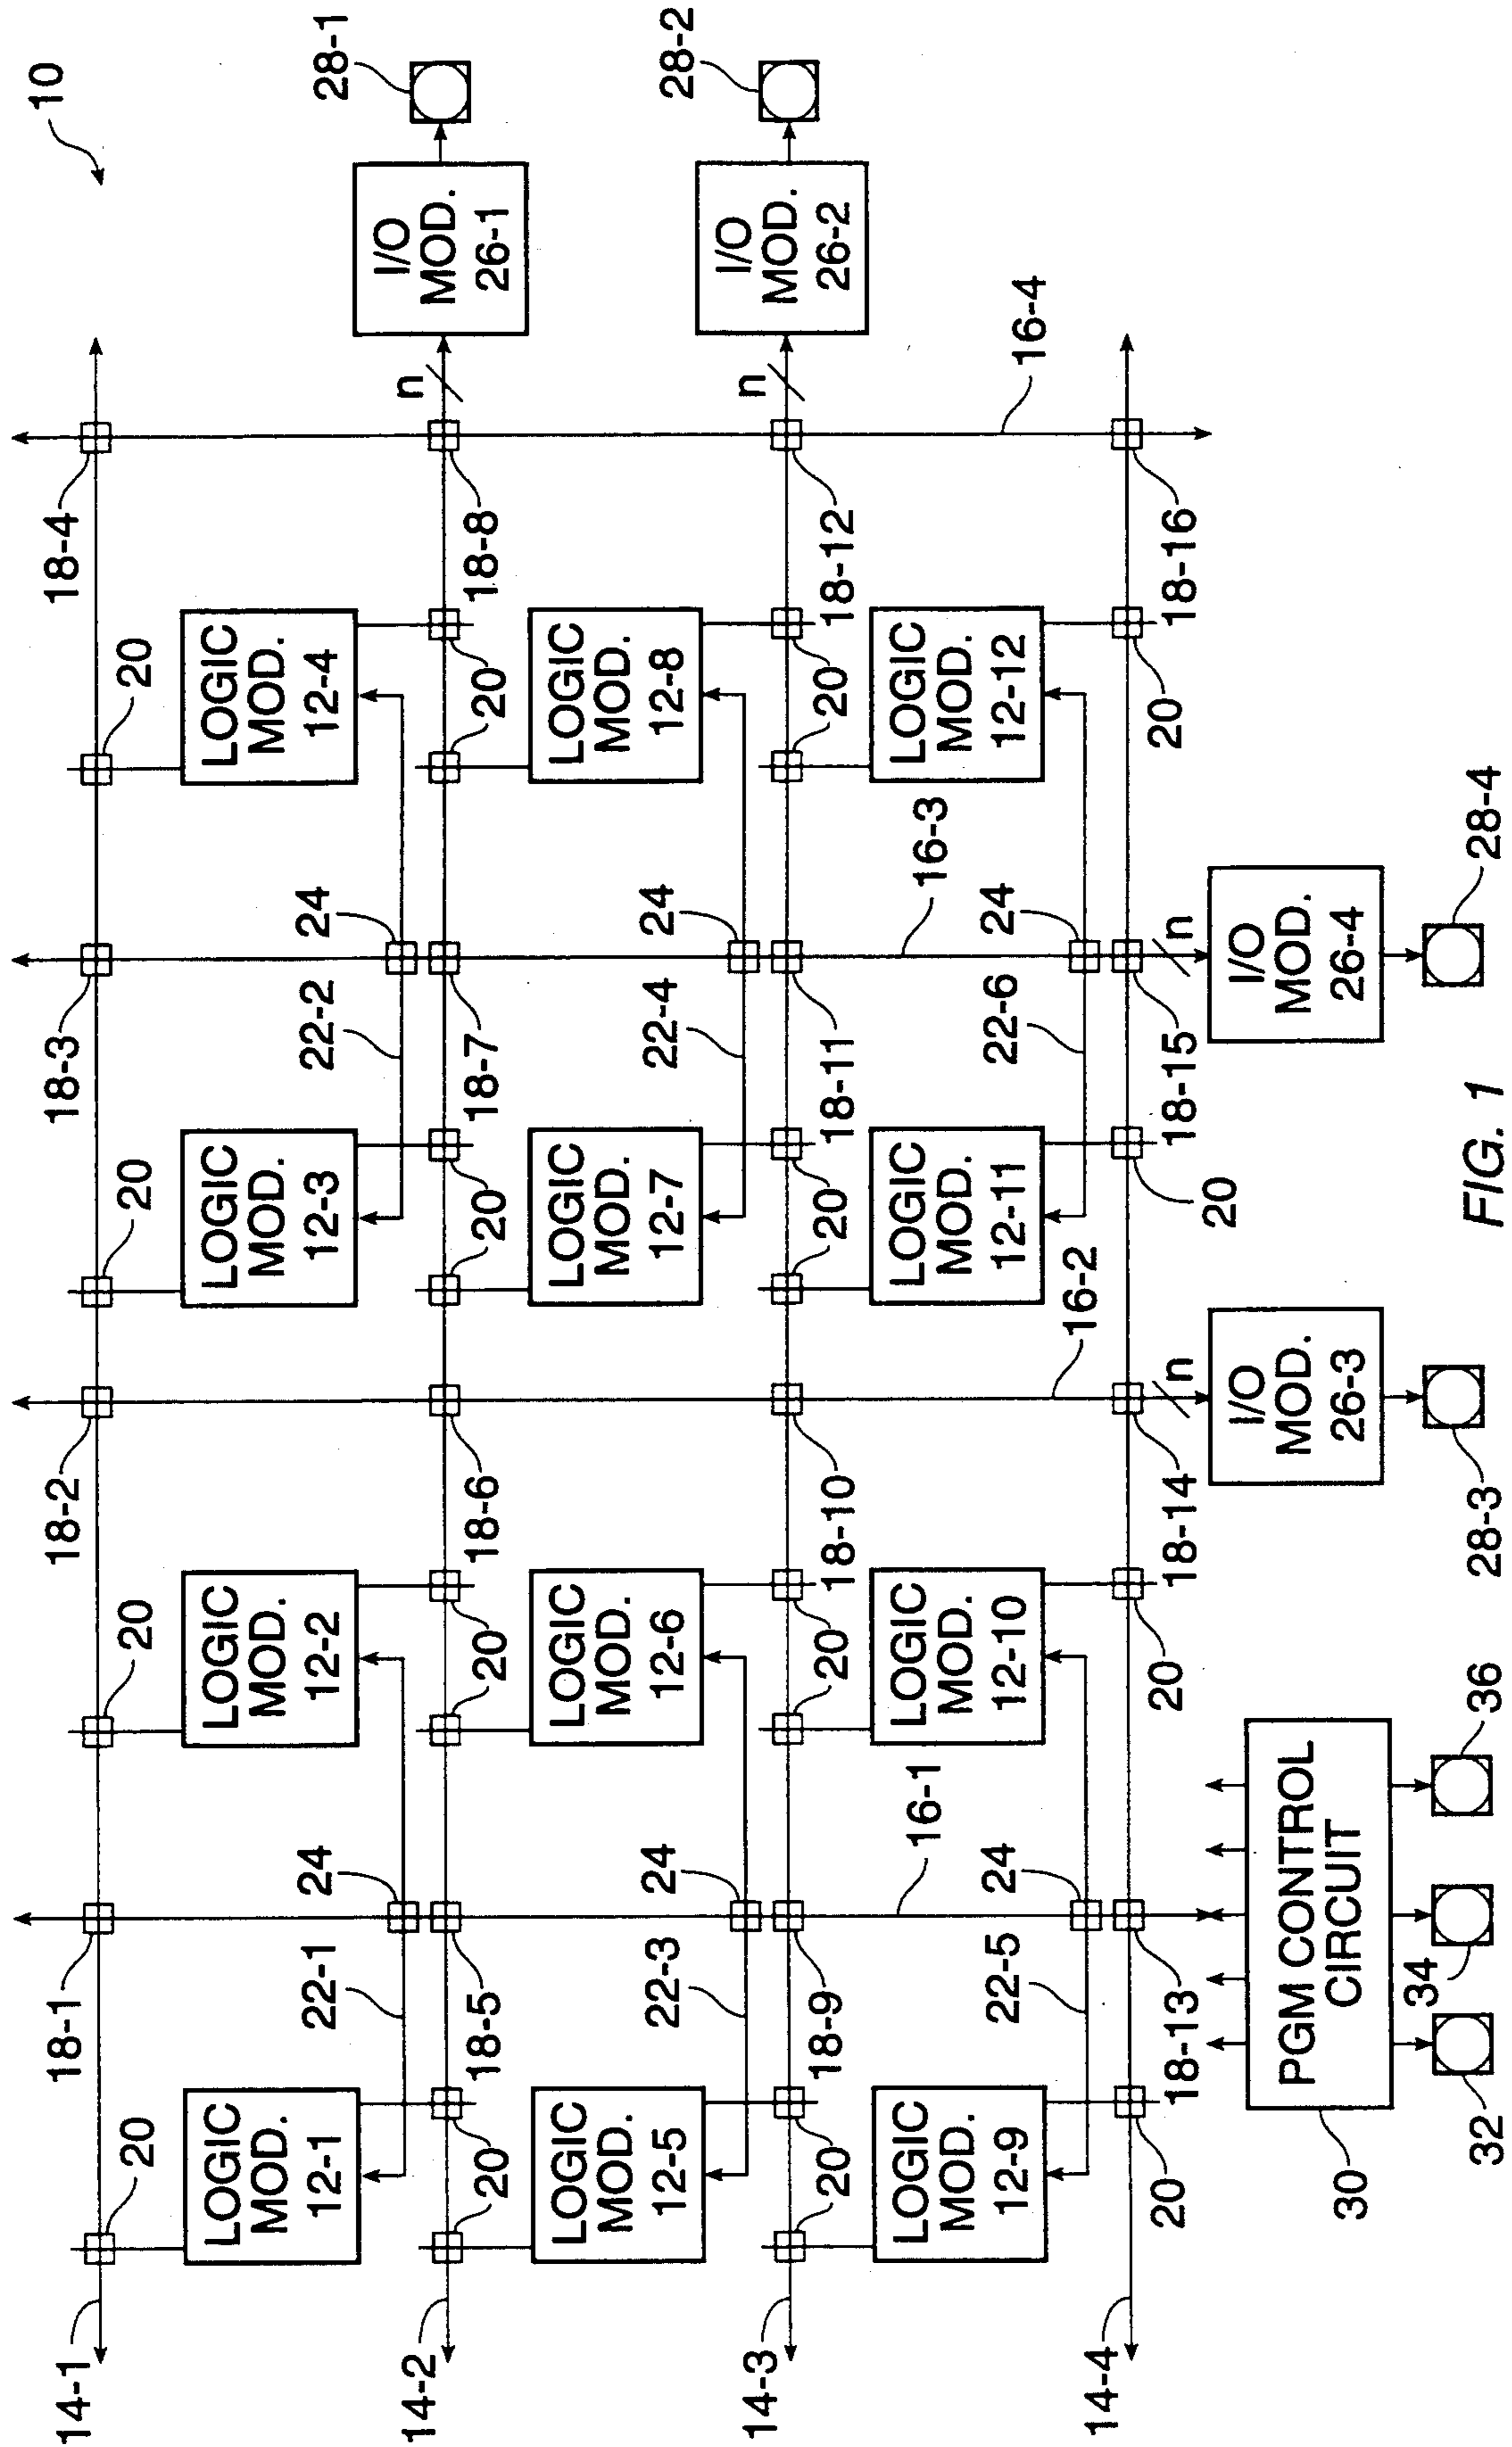 10
18-1
18-2
18-3
18-4
28-1
14-1
20
20
20
20
LOGIC
MOD.
12-1
LOGIC
MOD.
12-2
LOGIC
MOD.
12-3
LOGIC
MOD.
12-4
I/O
MOD.
26-1
22-1
24
22-2
24
n
14-2
20
20
18-5
20
20
18-6
20
20
18-7
20
20
18-8
28-2
LOGIC
MOD.
12-5
LOGIC
MOD.
12-6
LOGIC
MOD.
12-7
LOGIC
MOD.
12-8
I/O
MOD.
26-2
22-3
24
22-4
24
n
14-3
20
18-9
20
18-10
20
18-11
20
18-12
LOGIC
MOD.
12-9
16-1
LOGIC
MOD.
12-10
16-2
LOGIC
MOD.
12-11
16-3
LOGIC
MOD.
12-12
16-4
22-5
24
22-6
24
14-4
20
18-13
20
18-14
n
20
18-15
n
20
18-16
30
PGM CONTROL
CIRCUIT
I/O
MOD.
26-3
I/O
MOD.
26-4
32
34
36
28-3
28-4
FIG. 1